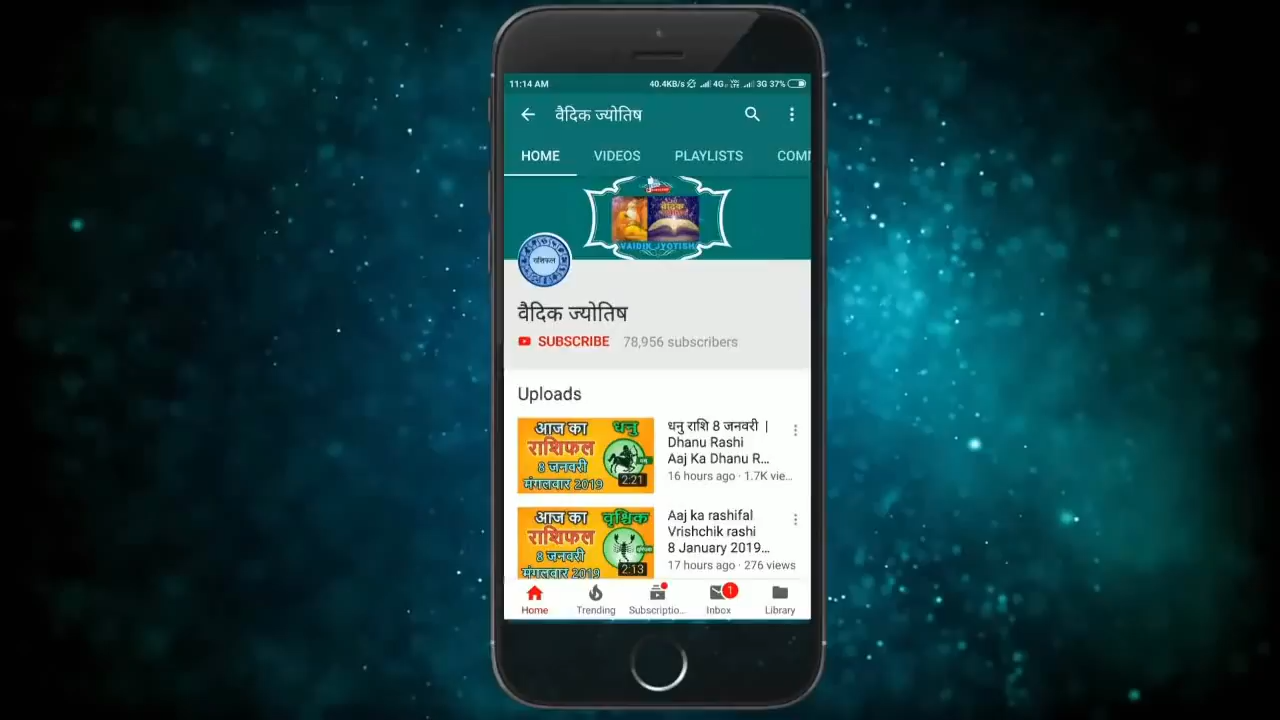 11:14 AM
40.4KB/s 4G 3G 37%
वैदिक ज्योतिष
HOME VIDEOS PLAYLISTS COMM
वैदिक
VAIDIK JYOTISH
राशिफल
वैदिक ज्योतिष
SUBSCRIBE 78,956 subscribers
Uploads
आज का धनु
राशिफल
8 जनवरी
मंगलवार 2019
2:21
धनु राशि 8 जनवरी |
Dhanu Rashi
Aaj Ka Dhanu R...
16 hours ago · 1.7K vie...
आज का वृश्चिक
राशिफल
8 जनवरी
मंगलवार 2019
2:13
Aaj ka rashifal
Vrishchik rashi
8 January 2019...
17 hours ago · 276 views
1
Home Trending Subscriptio... Inbox Library